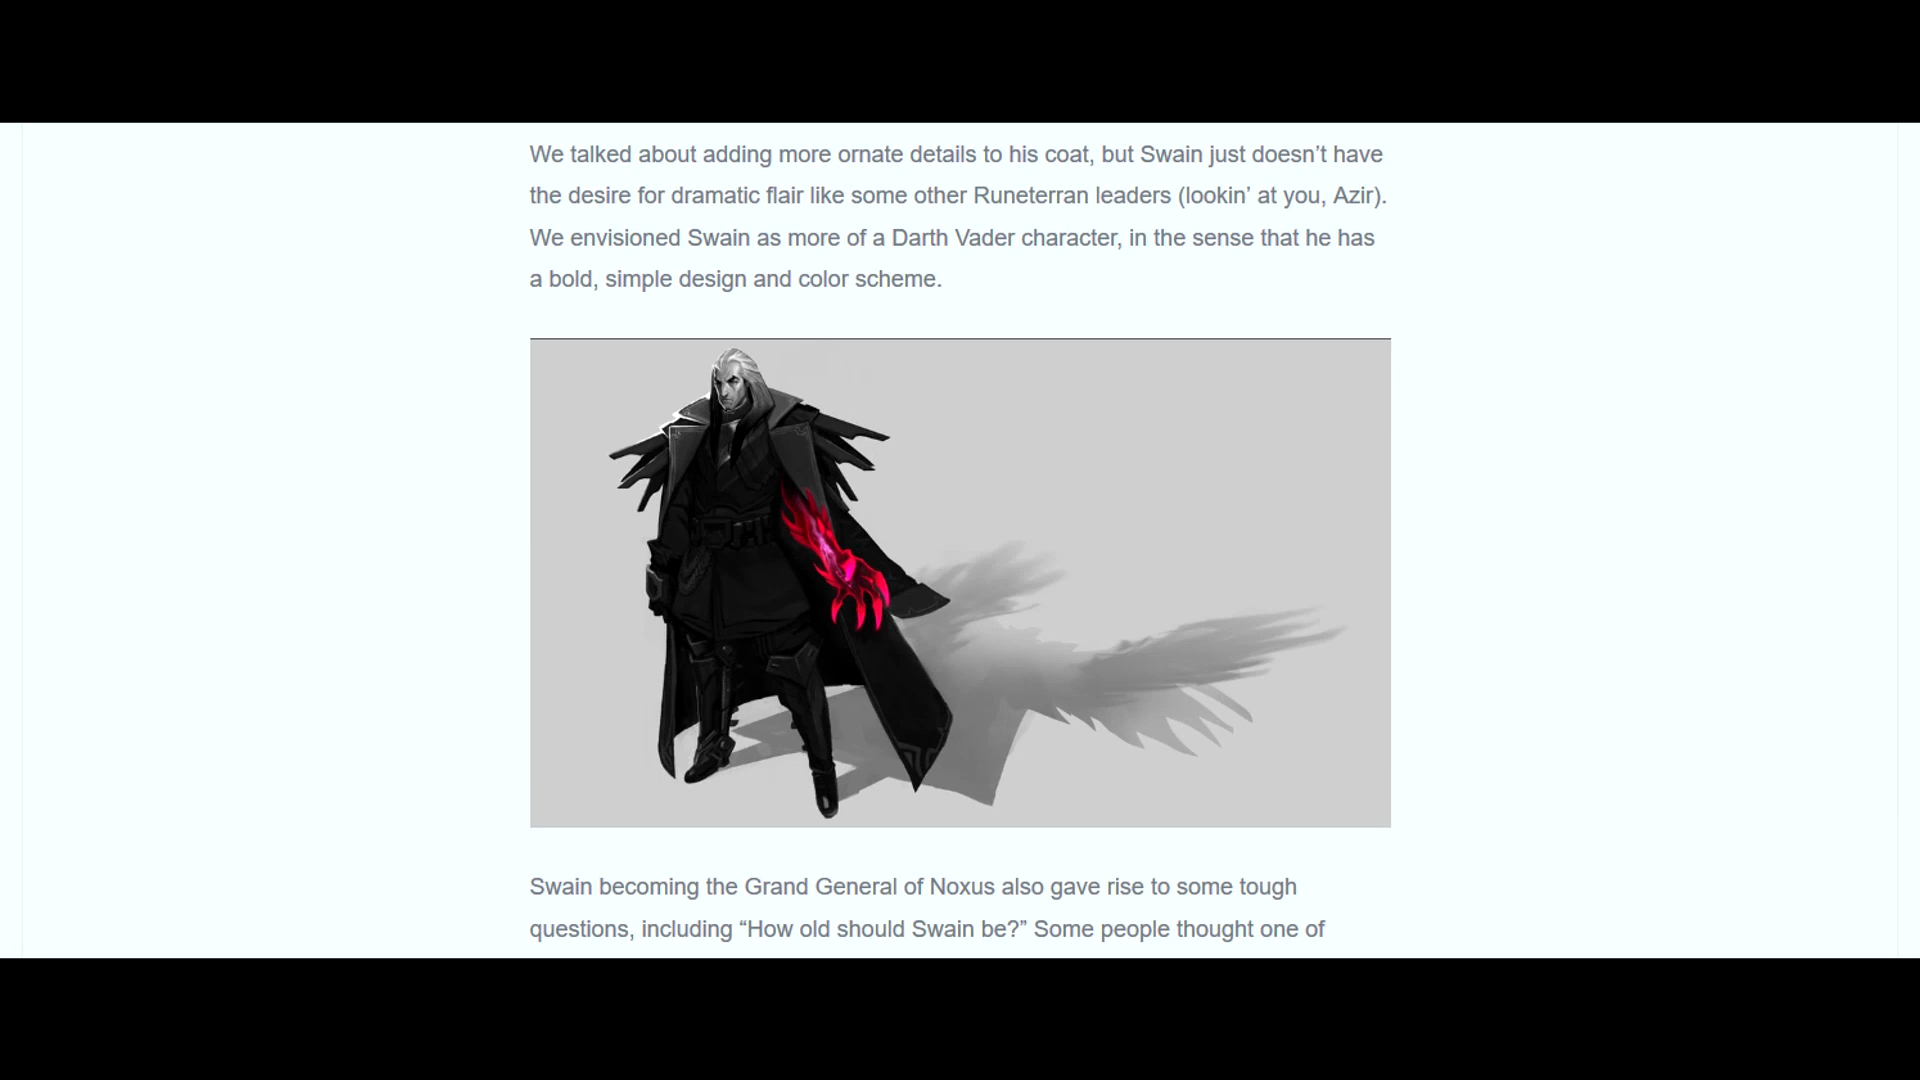 We talked about adding more ornate details to his coat, but Swain just doesn’t have
the desire for dramatic flair like some other Runeterran leaders (lookin’ at you, Azir).
We envisioned Swain as more of a Darth Vader character, in the sense that he has
a bold, simple design and color scheme.
Swain becoming the Grand General of Noxus also gave rise to some tough
questions, including “How old should Swain be?” Some people thought one of